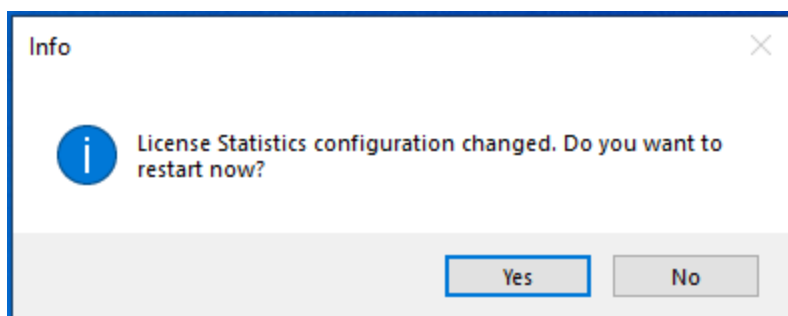 Info
License Statistics configuration changed. Do you want to
restart now?
Yes
No